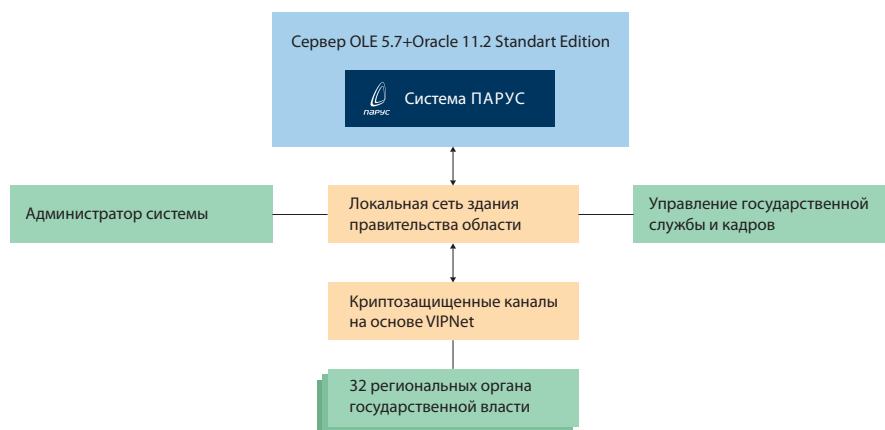 Сервер OLE 5.7+Oracle 11.2 Standart Edition
парус
Система ПАРУС
Администратор системы
Локальная сеть здания
правительства области
Управление государственной
службы и кадров
Криптозащищенные каналы
на основе VIPNet
32 региональных органа
государственной власти